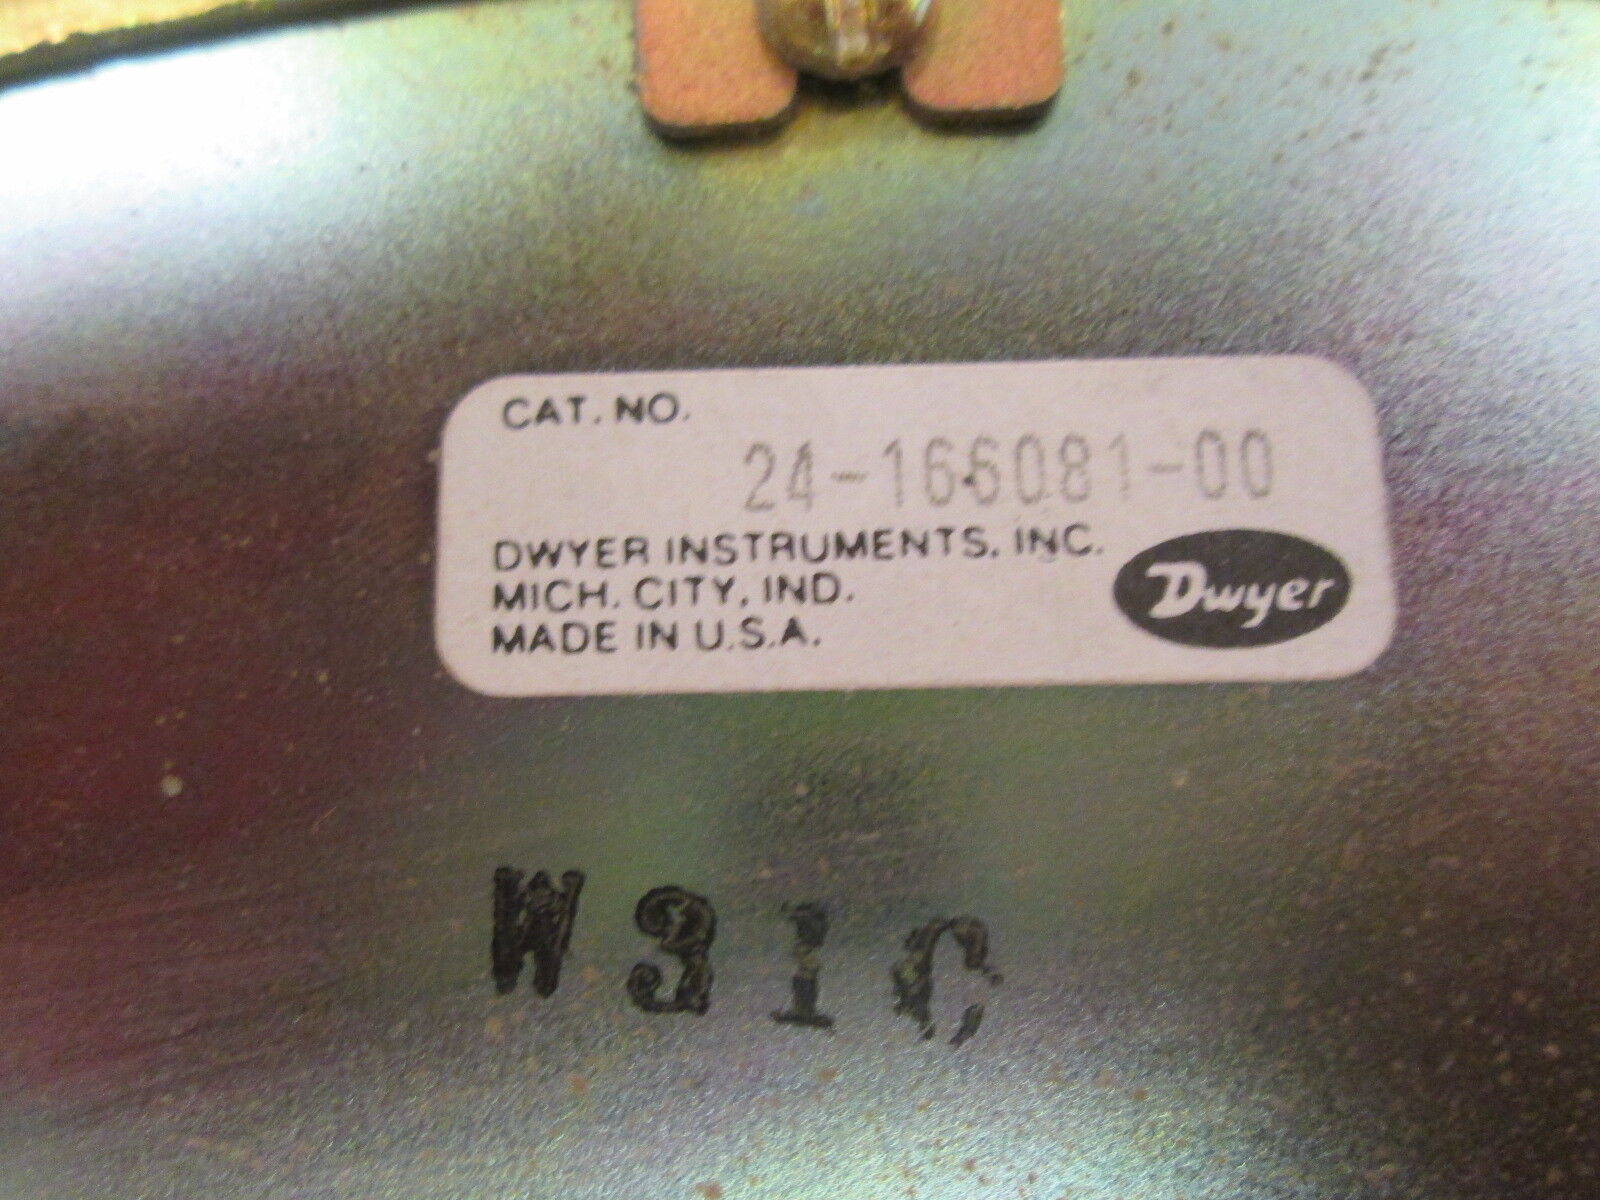 CAT. NO.
24-166081-00
DWYER INSTRUMENTS, INC.
MICH. CITY, IND.
MADE IN U.S.A.
Dwyer
W31C